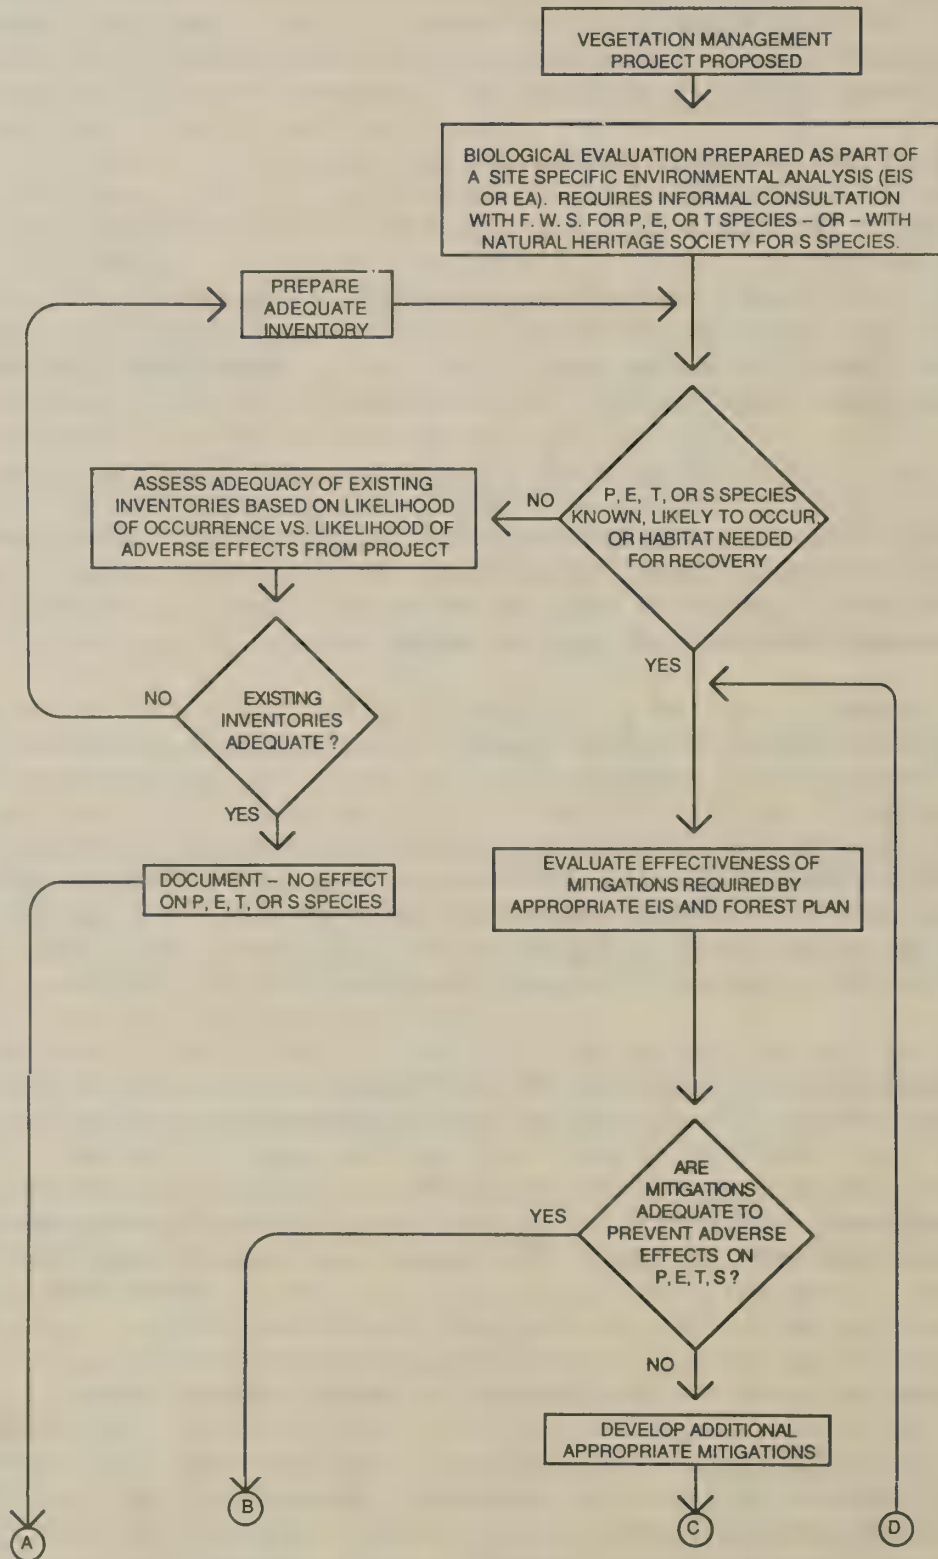 VEGETATION MANAGEMENT
PROJECT PROPOSED
BIOLOGICAL EVALUATION PREPARED AS PART OF
A SITE SPECIFIC ENVIRONMENTAL ANALYSIS (EIS
OR EA). REQUIRES INFORMAL CONSULTATION
WITH F. W. S. FOR P, E, OR T SPECIES – OR – WITH
NATURAL HERITAGE SOCIETY FOR S SPECIES.
PREPARE
ADEQUATE
INVENTORY
P, E, T, OR S SPECIES
KNOWN, LIKELY TO OCCUR,
OR HABITAT NEEDED
FOR RECOVERY
NO
ASSESS ADEQUACY OF EXISTING
INVENTORIES BASED ON LIKELIHOOD
OF OCCURRENCE VS. LIKELIHOOD OF
ADVERSE EFFECTS FROM PROJECT
YES
NO
EXISTING
INVENTORIES
ADEQUATE ?
YES
DOCUMENT – NO EFFECT
ON P, E, T, OR S SPECIES
EVALUATE EFFECTIVENESS OF
MITIGATIONS REQUIRED BY
APPROPRIATE EIS AND FOREST PLAN
ARE
MITIGATIONS
ADEQUATE TO
PREVENT ADVERSE
EFFECTS ON
P, E, T, S ?
YES
NO
DEVELOP ADDITIONAL
APPROPRIATE MITIGATIONS
A
B
C
D